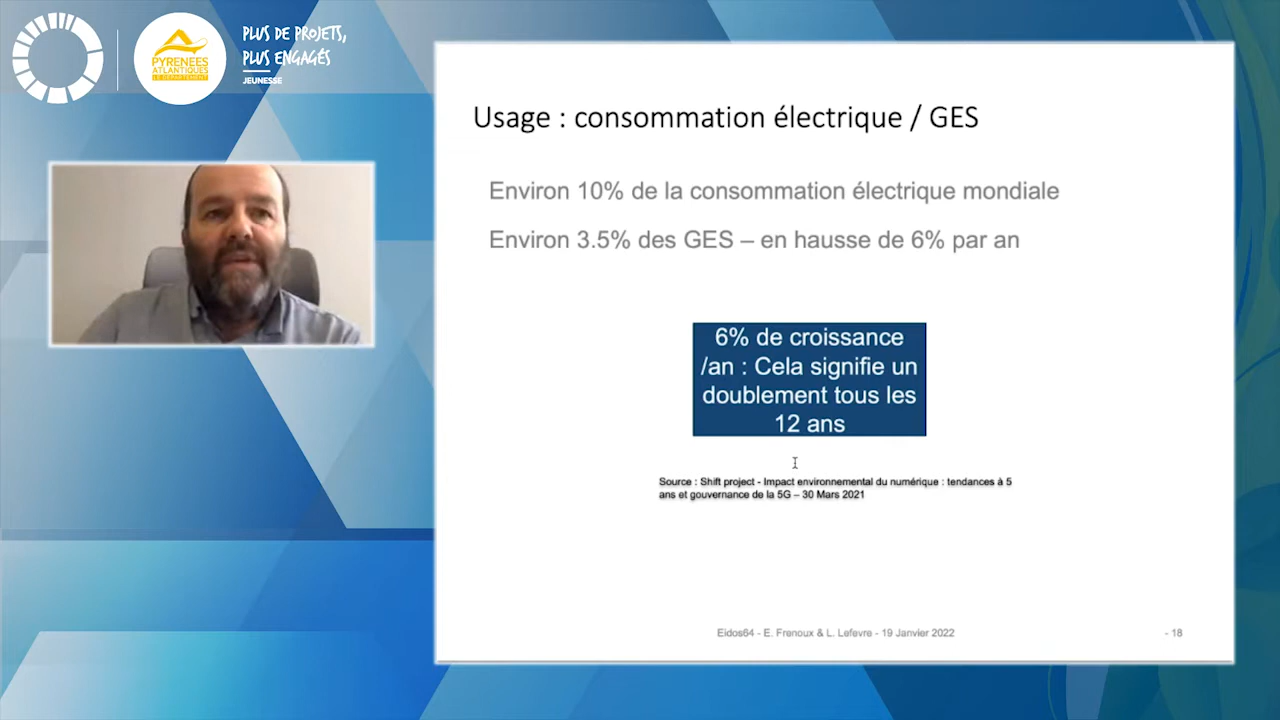 PLUS DE PROJETS,
PLUS ENGAGÉS
JEUNESSE
PYRÉNÉES
ATLANTIQUES
LE DÉPARTEMENT
Usage : consommation électrique / GES
Environ 10% de la consommation électrique mondiale
Environ 3.5% des GES – en hausse de 6% par an
6% de croissance
/an : Cela signifie un
doublement tous les
12 ans
Source : Shift project - Impact environnemental du numérique : tendances à 5
ans et gouvernance de la 5G – 30 Mars 2021
Eidos64 - E. Frenoux & L. Lefevre - 19 Janvier 2022
- 18